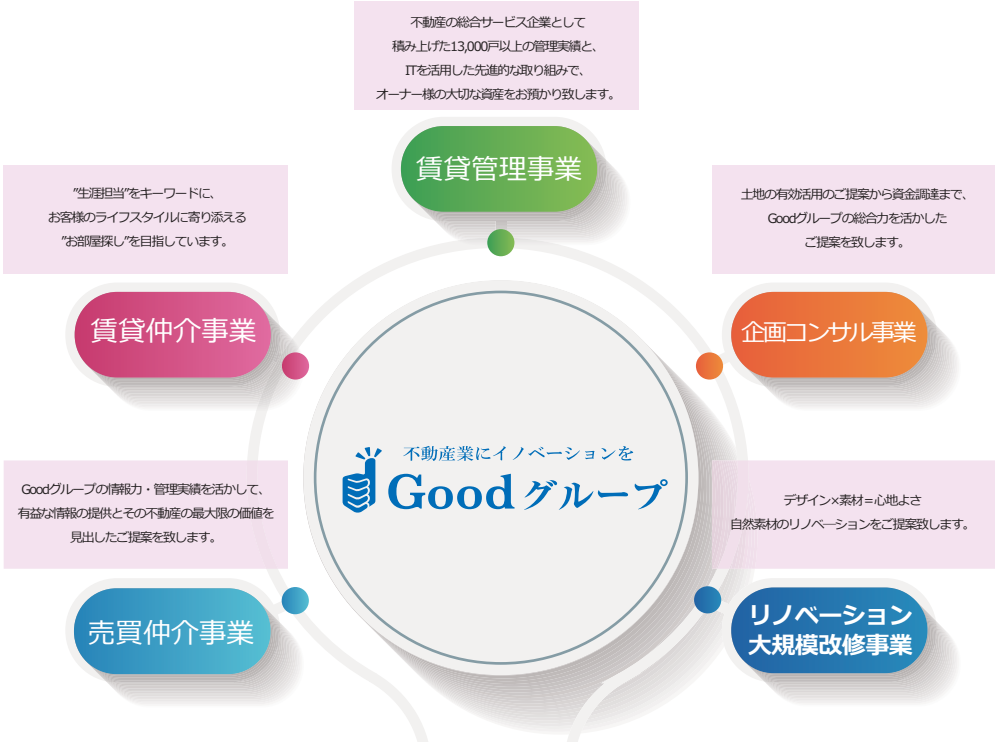 不動産の総合サービス企業として
積み上げた13,000戸以上の管理実績と、
ITを活用した先進的な取り組みで、
オーナー様の大切な資産をお預かり致します。
賃貸管理事業
”生涯担当”をキーワードに、
お客様のライフスタイルに寄り添える
”お部屋探し”を目指しています。
賃貸仲介事業
土地の有効活用のご提案から資金調達まで、
Goodグループの総合力を活かした
ご提案を致します。
企画コンサル事業
不動産業にイノベーションを
Goodグループ
Goodグループの情報力・管理実績を活かして、
有益な情報の提供とその不動産の最大限の価値を
見出したご提案を致します。
売買仲介事業
デザイン×素材＝心地よさ
自然素材のリノベーションをご提案致します。
リノベーション
大規模改修事業